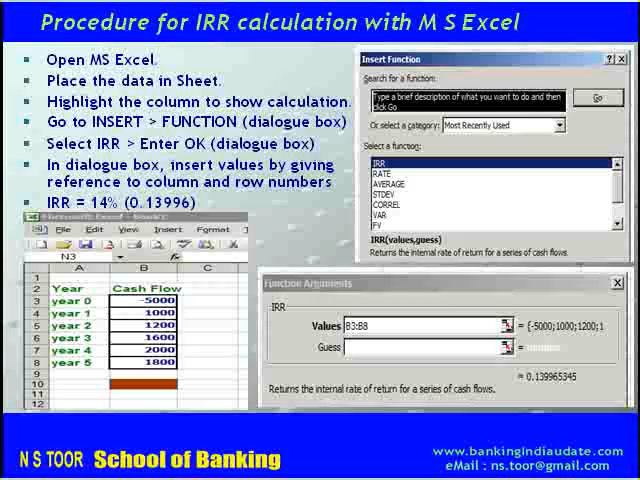 Procedure for IRR calculation with M S Excel
Open MS Excel.
Place the data in Sheet.
Highlight the column to show calculation.
Go to INSERT > FUNCTION (dialogue box)
Select IRR > Enter OK (dialogue box)
In dialogue box, insert values by giving
reference to column and row numbers
IRR = 14% (0.13996)
Insert Function
Search for a function:
Type a brief description of what you want to do and then
click Go
Go
Or select a category: Most Recently Used
Select a function:
IRR
RATE
AVERAGE
STDEV
CORREL
VAR
FV
IRR(values,guess)
Returns the internal rate of return for a series of cash flows.
Microsoft Excel -
File Edit View Insert Format
N3 fx
A B C
1
2 Year Cash Flow
3 year 0 -5000
4 year 1 1000
5 year 2 1200
6 year 3 1600
7 year 4 2000
8 year 5 1800
9
10
11
12
Function Arguments
IRR
Values B3:B8 = {-5000;1000;1200;1
Guess =
= 0.139965345
Returns the internal rate of return for a series of cash flows.
N S TOOR School of Banking
www.bankingindiaudate.com
eMail : ns.toor@gmail.com